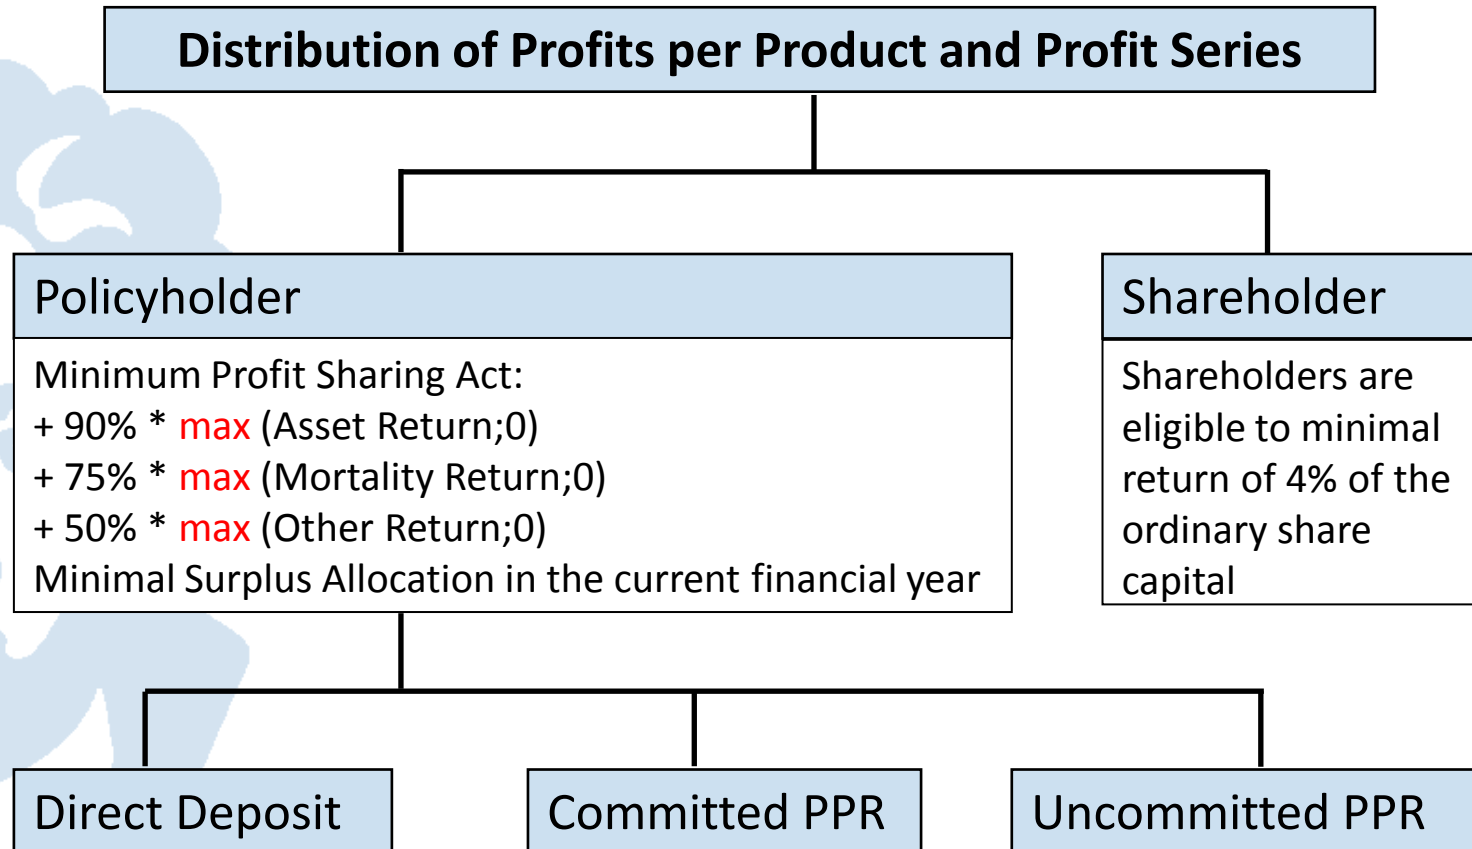 Distribution of Profits per Product and Profit Series
Policyholder
Minimum Profit Sharing Act:
+ 90% * max (Asset Return;0)
+ 75% * max (Mortality Return;0)
+ 50% * max (Other Return;0)
Minimal Surplus Allocation in the current financial year
Shareholder
Shareholders are
eligible to minimal
return of 4% of the
ordinary share
capital
Direct Deposit
Committed PPR
Uncommitted PPR